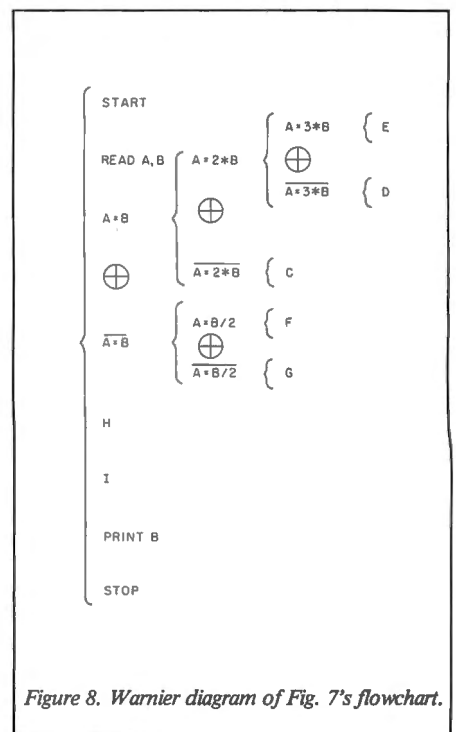 START
A=3*B { E
READ A,B { A=2*B { ⊕
A=3*B { D
A=B ⊕
⊕ A=2*B { C
A=B { A=B/2 { F
⊕
A=B/2 { G
H
I
PRINT B
STOP
Figure 8. Warnier diagram of Fig. 7's flowchart.